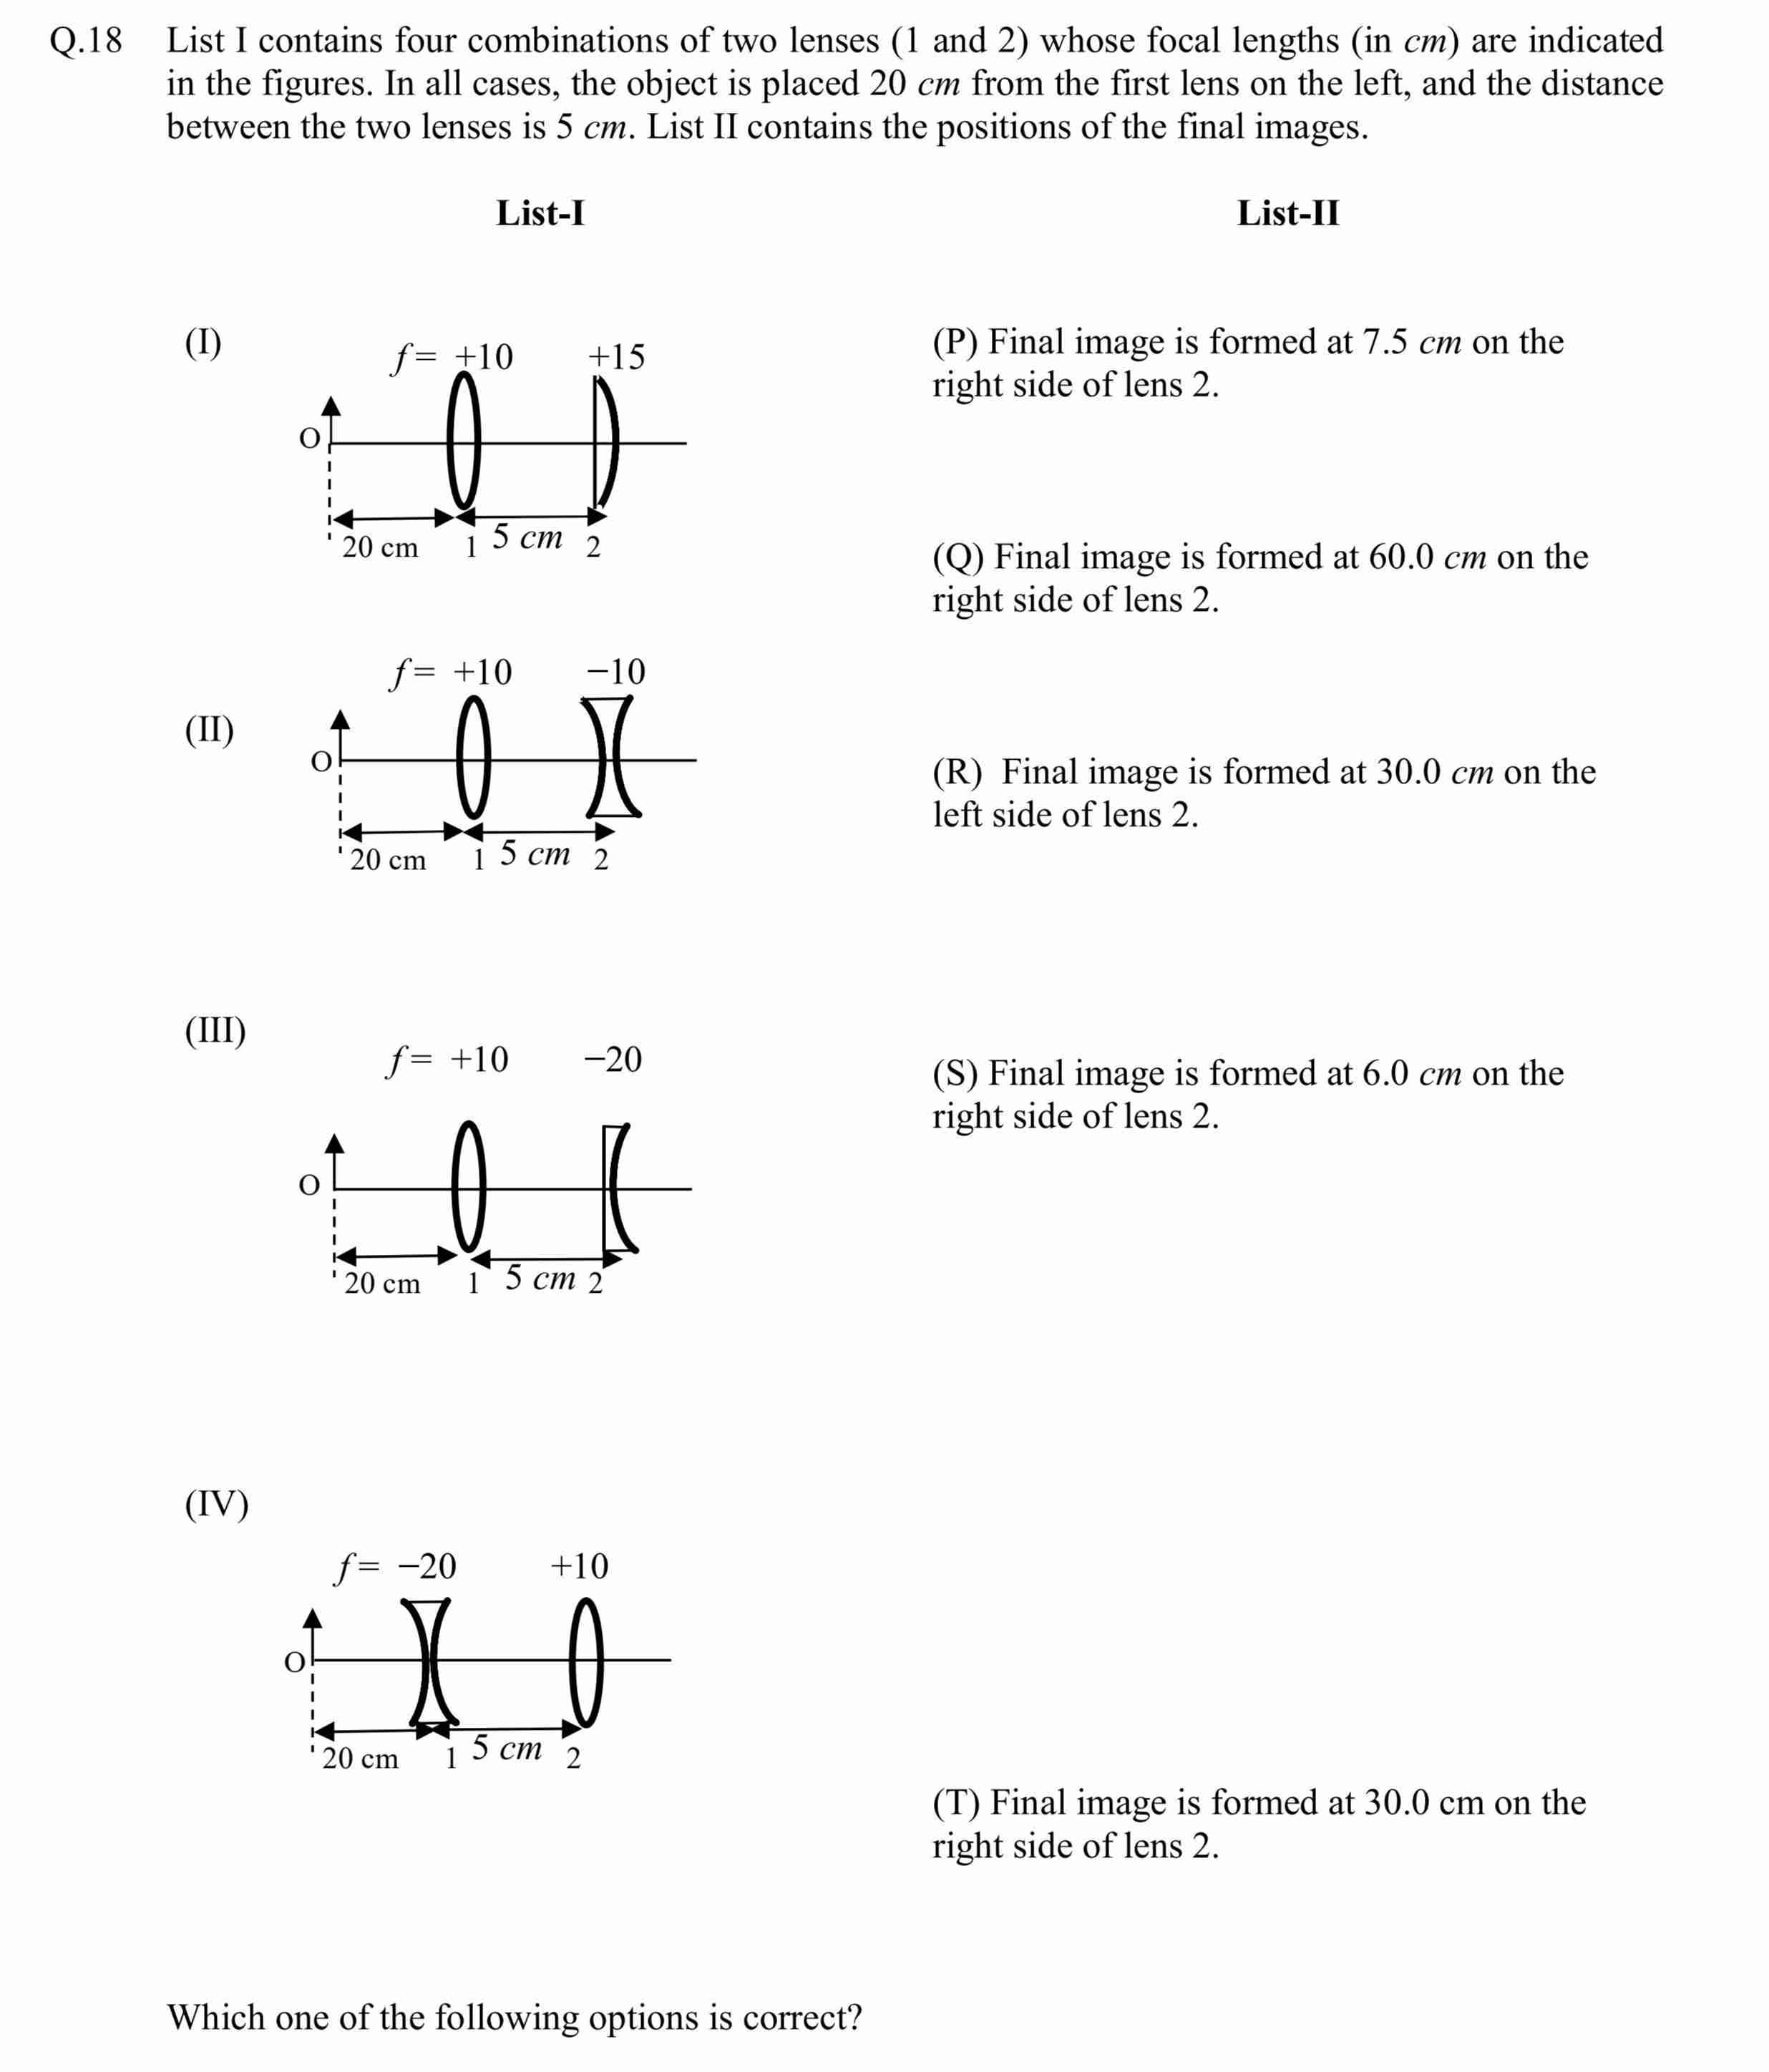 Q.18 List I contains four combinations of two lenses (1 and 2) whose focal lengths (in cm) are indicated
in the figures. In all cases, the object is placed 20 cm from the first lens on the left, and the distance
between the two lenses is 5 cm. List II contains the positions of the final images.
List-I
List-II
(I)
f= +10 +15
O
20 cm 1 5 cm 2
(P) Final image is formed at 7.5 cm on the
right side of lens 2.
(Q) Final image is formed at 60.0 cm on the
right side of lens 2.
(II)
f= +10 −10
O
20 cm 1 5 cm 2
(R) Final image is formed at 30.0 cm on the
left side of lens 2.
(III)
f= +10 −20
O
20 cm 1 5 cm 2
(S) Final image is formed at 6.0 cm on the
right side of lens 2.
(IV)
f= −20 +10
O
20 cm 1 5 cm 2
(T) Final image is formed at 30.0 cm on the
right side of lens 2.
Which one of the following options is correct?